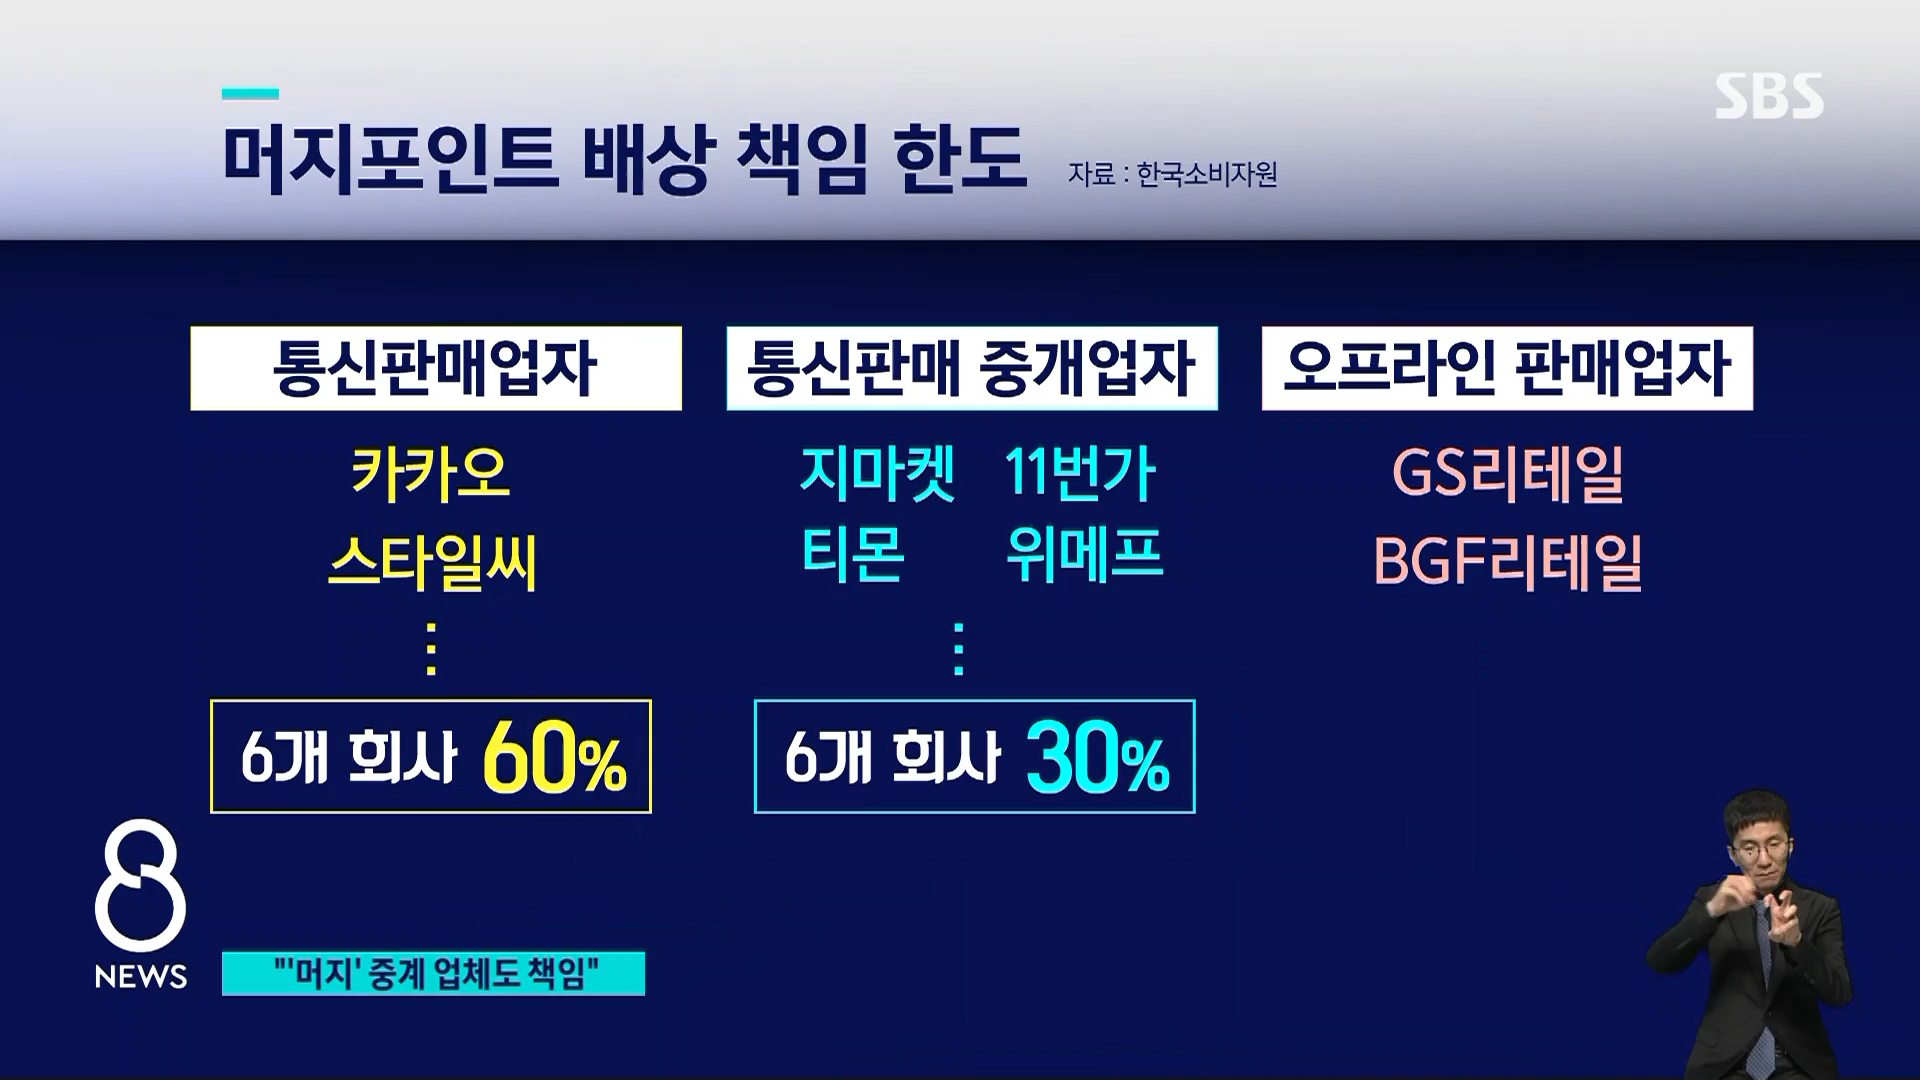 SBS
머지포인트 배상 책임 한도 자료 : 한국소비자원
통신판매업자
카카오
스타일씨
6개 회사 60%
통신판매 중개업자
지마켓 11번가
티몬 위메프
6개 회사 30%
오프라인 판매업자
GS리테일
BGF리테일
8
NEWS
"'머지' 중계 업체도 책임"